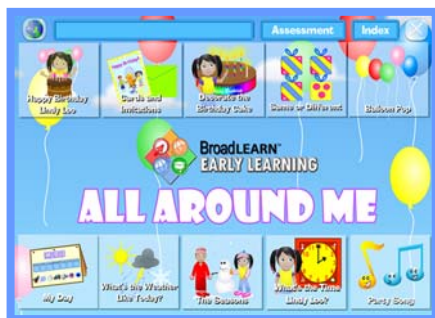 Assessment
Index
Happy Birthday
Lindy Loo
Cards and
Invitations
Decorate the
Birthday Cake
Same or Different
Balloon Pop
BROADLEARN™
EARLY LEARNING
ALL AROUND ME
My Day
What's the Weather
Like Today?
The Seasons
What's the Time
Lindy Loo?
Party Song